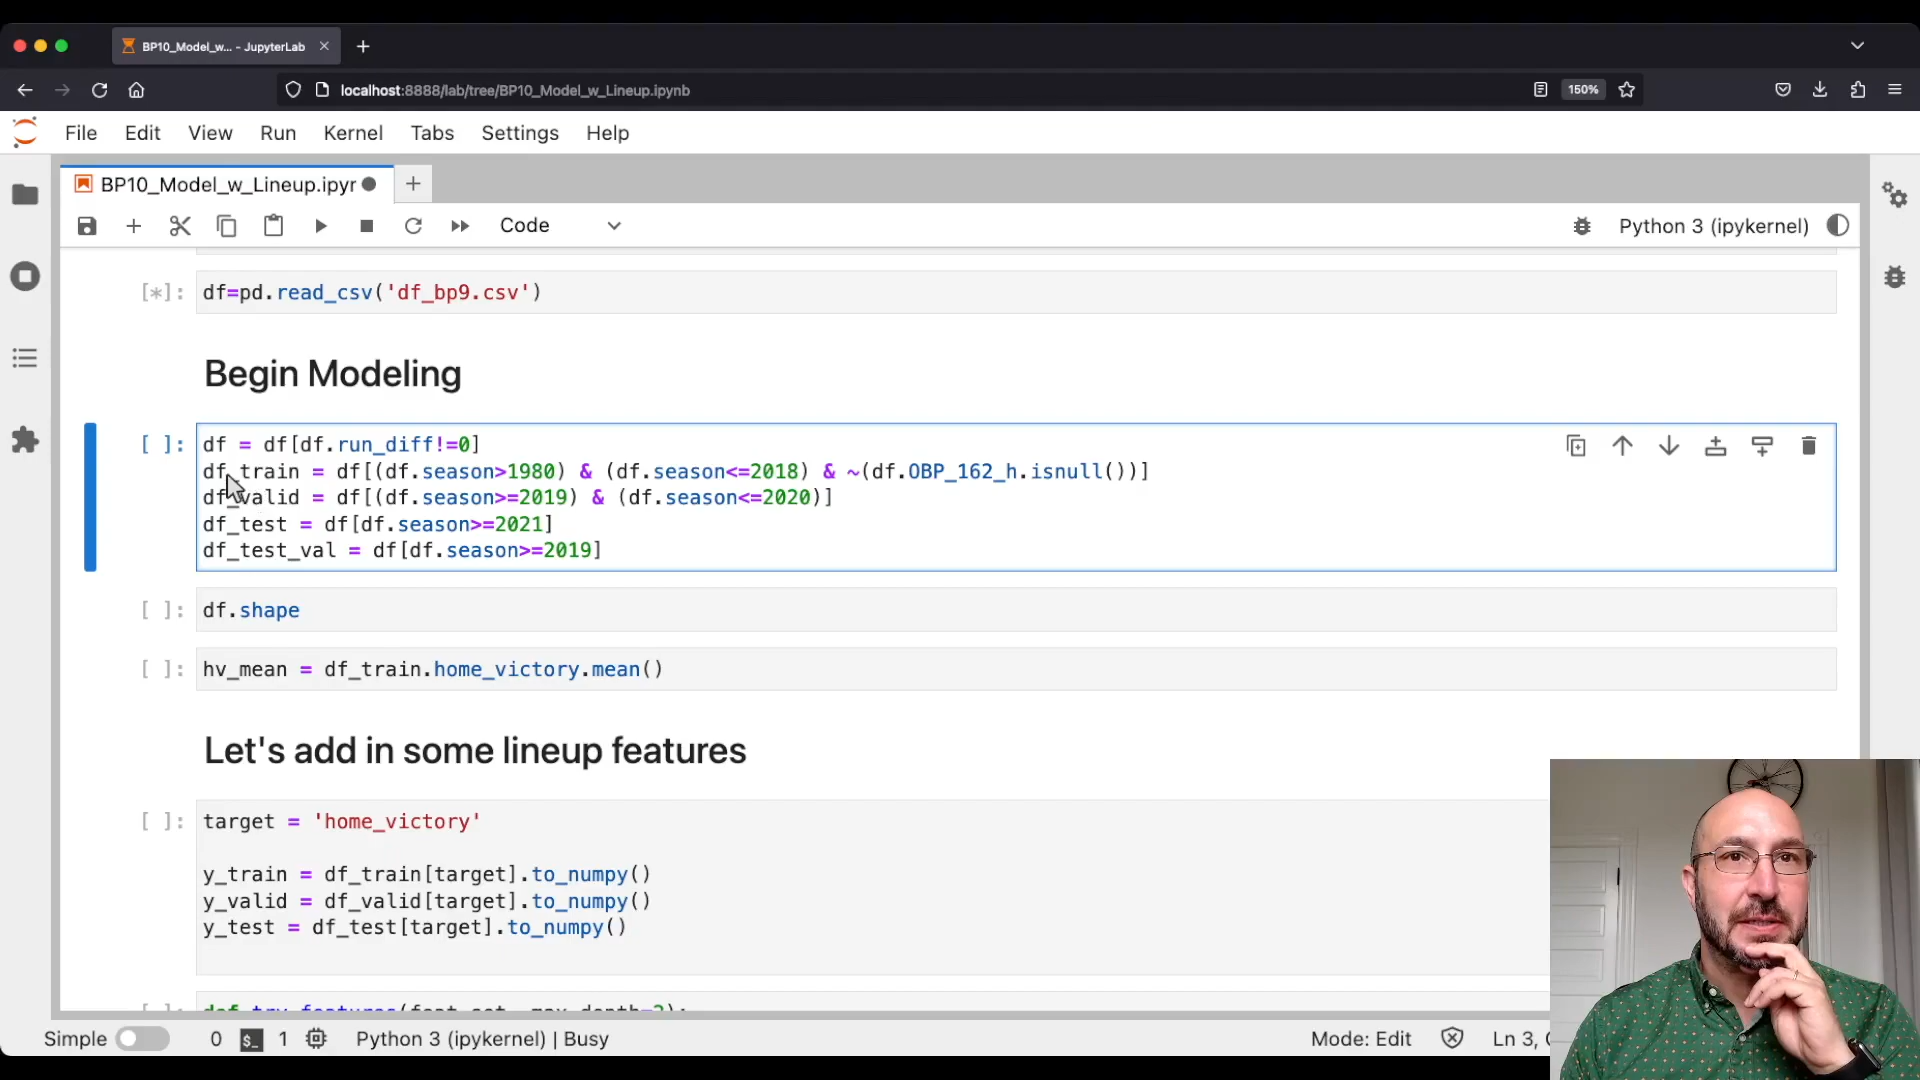 BP10_Model_w... - JupyterLab
localhost:8888/lab/tree/BP10_Model_w_Lineup.ipynb
150%
File Edit View Run Kernel Tabs Settings Help
BP10_Model_w_Lineup.ipyr
Code
Python 3 (ipykernel)
[*]: df=pd.read_csv('df_bp9.csv')
Begin Modeling
[ ]: df = df[df.run_diff!=0]
df_train = df[(df.season>1980) & (df.season<=2018) & ~(df.OBP_162_h.isnull())]
df_valid = df[(df.season>=2019) & (df.season<=2020)]
df_test = df[df.season>=2021]
df_test_val = df[df.season>=2019]
[ ]: df.shape
[ ]: hv_mean = df_train.home_victory.mean()
Let's add in some lineup features
[ ]: target = 'home_victory'
y_train = df_train[target].to_numpy()
y_valid = df_valid[target].to_numpy()
y_test = df_test[target].to_numpy()
[ ]: def try_features(feat_set, max_depth=2):
Simple 0 $_ 1 Python 3 (ipykernel) | Busy Mode: Edit Ln 3,